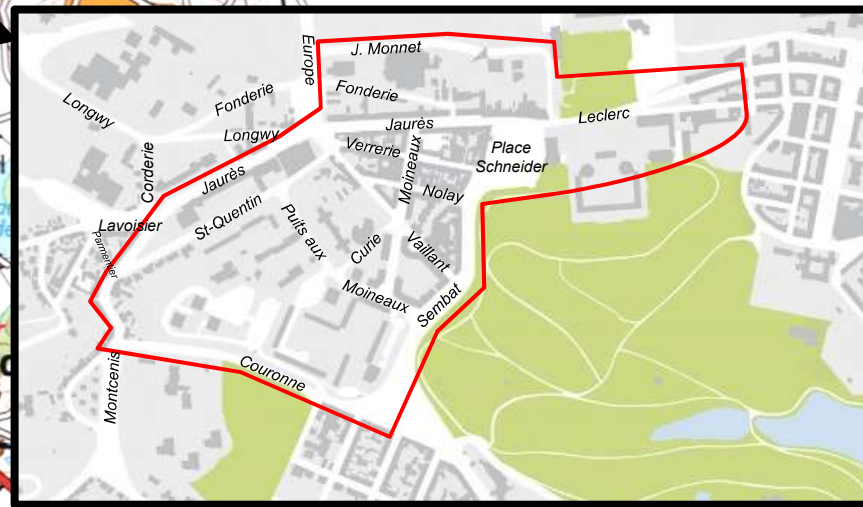 Europe
J. Monnet
Longwy
Fonderie
Fonderie
Leclerc
Longwy
Jaurès
Verrerie
Place
Schneider
Corderie
Jaurès
Moineaux
Nolay
St-Quentin
Lavoisier
Puits aux
Curie
Vaillant
Parmentier
Moineaux
Sembat
Couronne
Montcenis